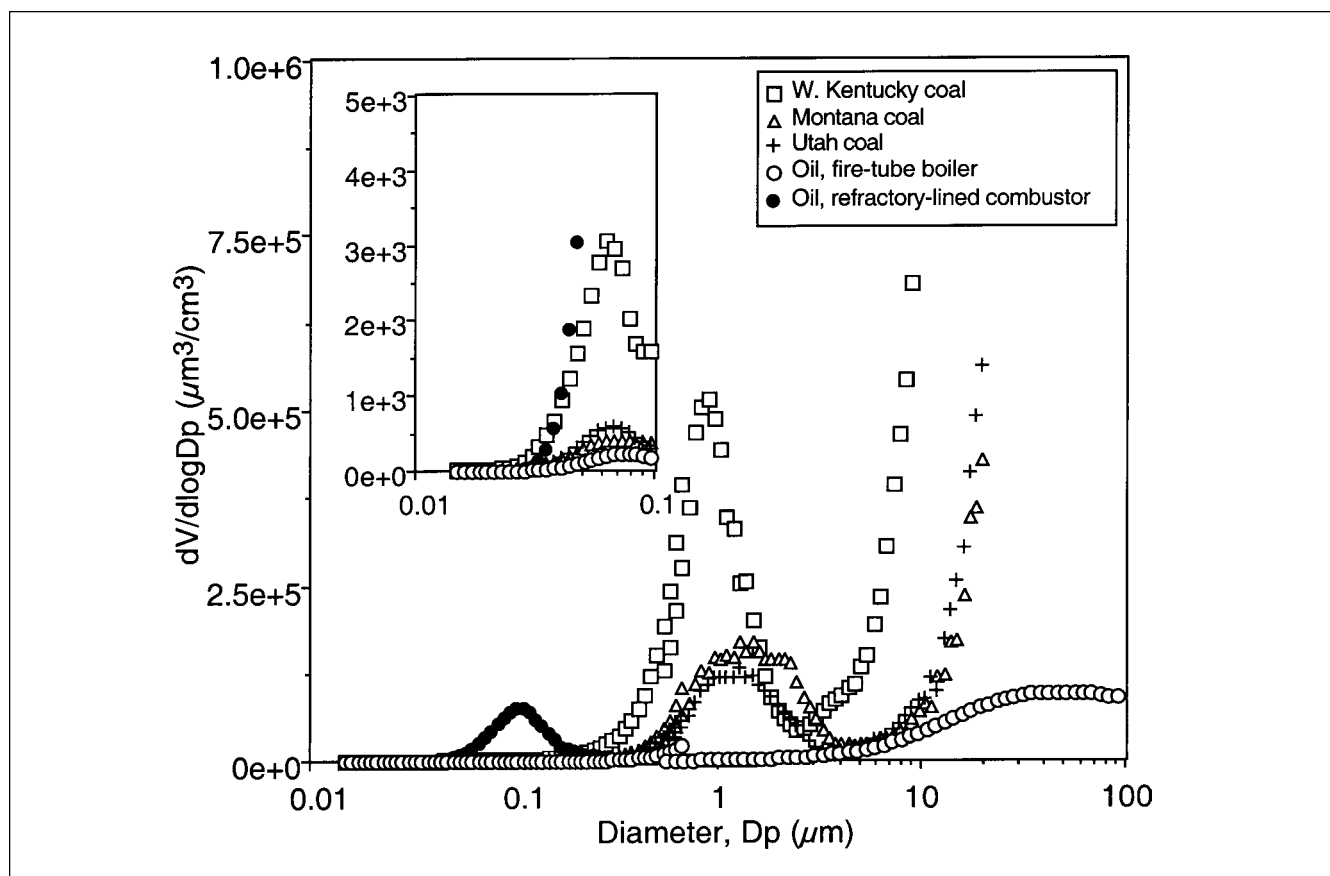 1.0e+6
7.5e+5
5.0e+5
2.5e+5
0e+0
dV/dlogDp (µm3/cm3)
5e+3
4e+3
3e+3
2e+3
1e+3
0e+0
0.01 0.1
W. Kentucky coal
Montana coal
Utah coal
Oil, fire-tube boiler
Oil, refractory-lined combustor
0.01 0.1 1 10 100
Diameter, Dp (µm)